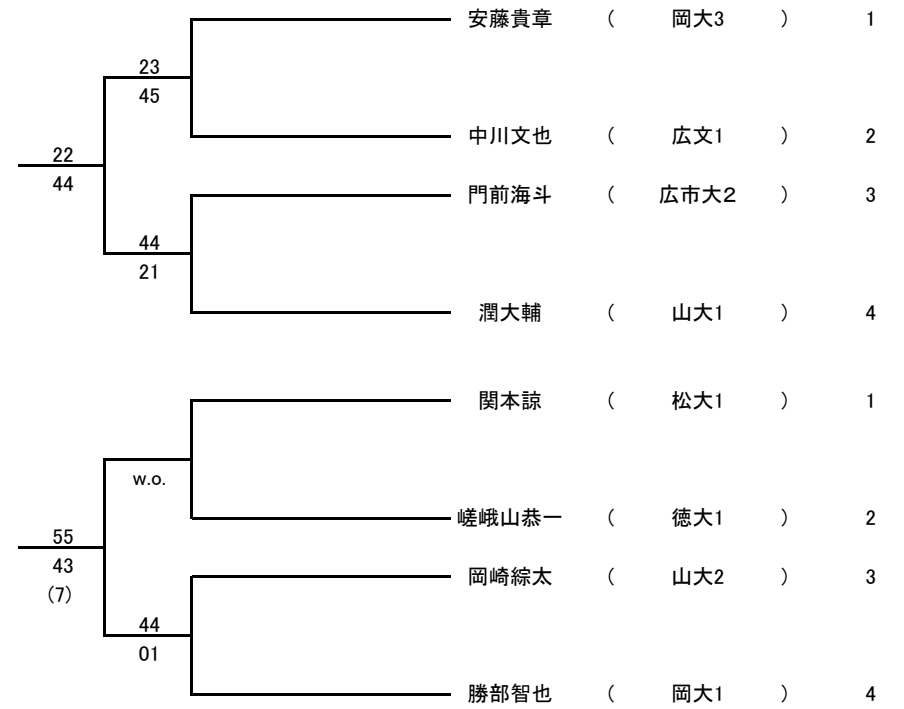 安藤貴章 ( 岡大3 ) 1
23
45
中川文也 ( 広文1 ) 2
22
44
門前海斗 ( 広市大２ ) 3
44
21
潤大輔 ( 山大1 ) 4
関本諒 ( 松大1 ) 1
w.o.
嵯峨山恭一 ( 徳大1 ) 2
55
43
(7)
岡崎綜太 ( 山大2 ) 3
44
01
勝部智也 ( 岡大1 ) 4